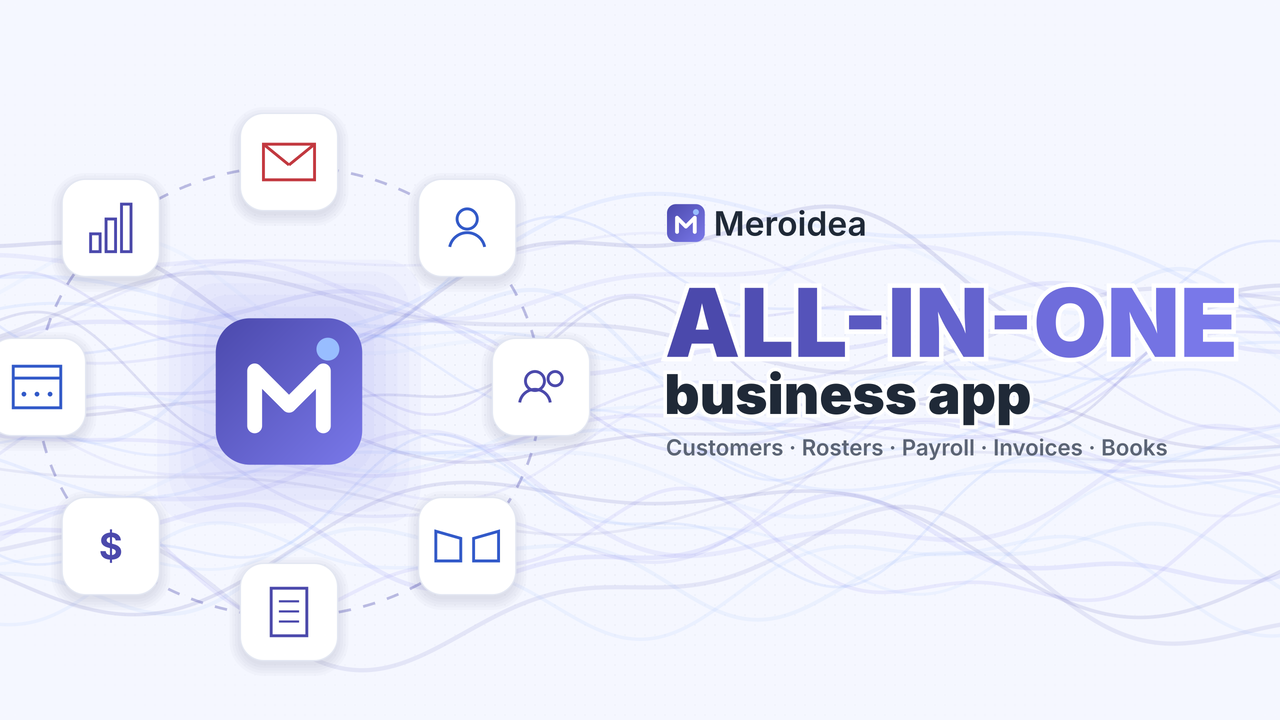 Meroidea
ALL-IN-ONE
business app
Customers · Rosters · Payroll · Invoices · Books
M
$